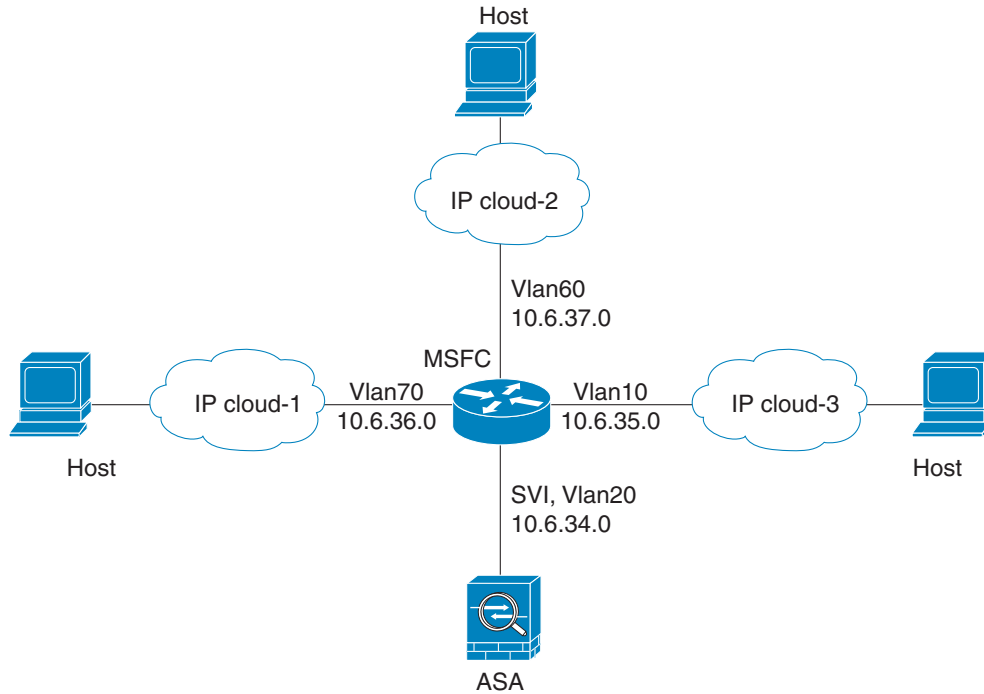 Host
IP cloud-2
Vlan60
10.6.37.0
MSFC
IP cloud-1
Vlan70
10.6.36.0
Vlan10
10.6.35.0
IP cloud-3
Host
Host
SVI, Vlan20
10.6.34.0
ASA